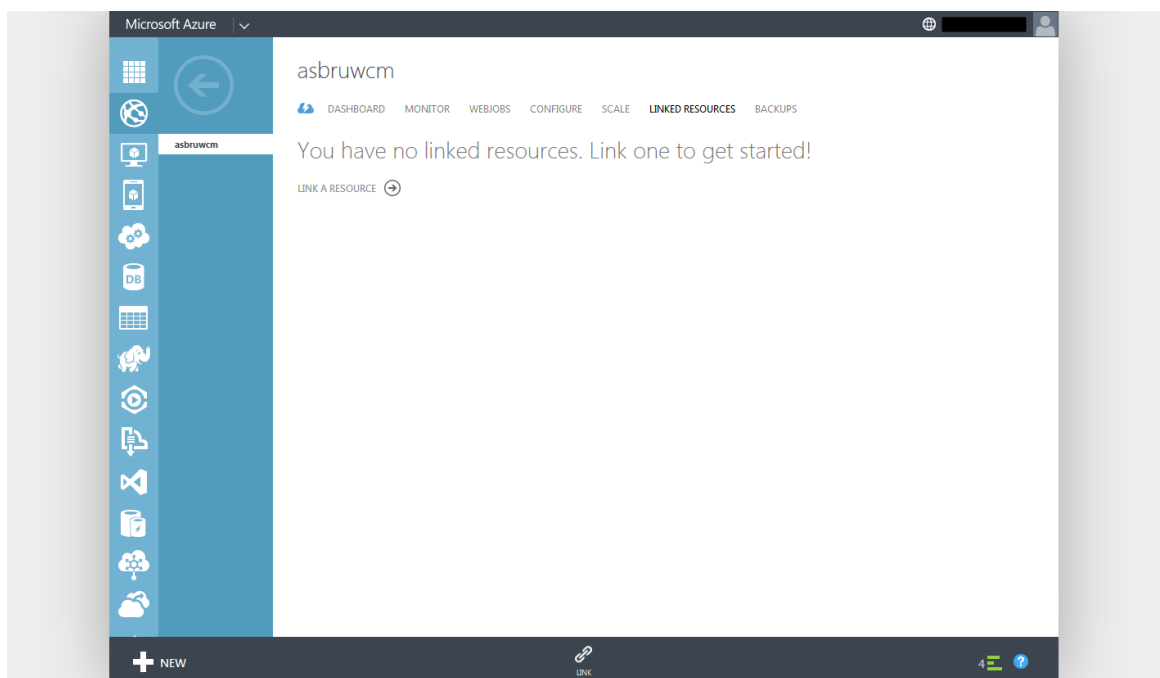 Microsoft Azure
asbruwcm
DASHBOARD MONITOR WEBJOBS CONFIGURE SCALE LINKED RESOURCES BACKUPS
asbruwcm
You have no linked resources. Link one to get started!
LINK A RESOURCE
DB
NEW
LINK
4
?